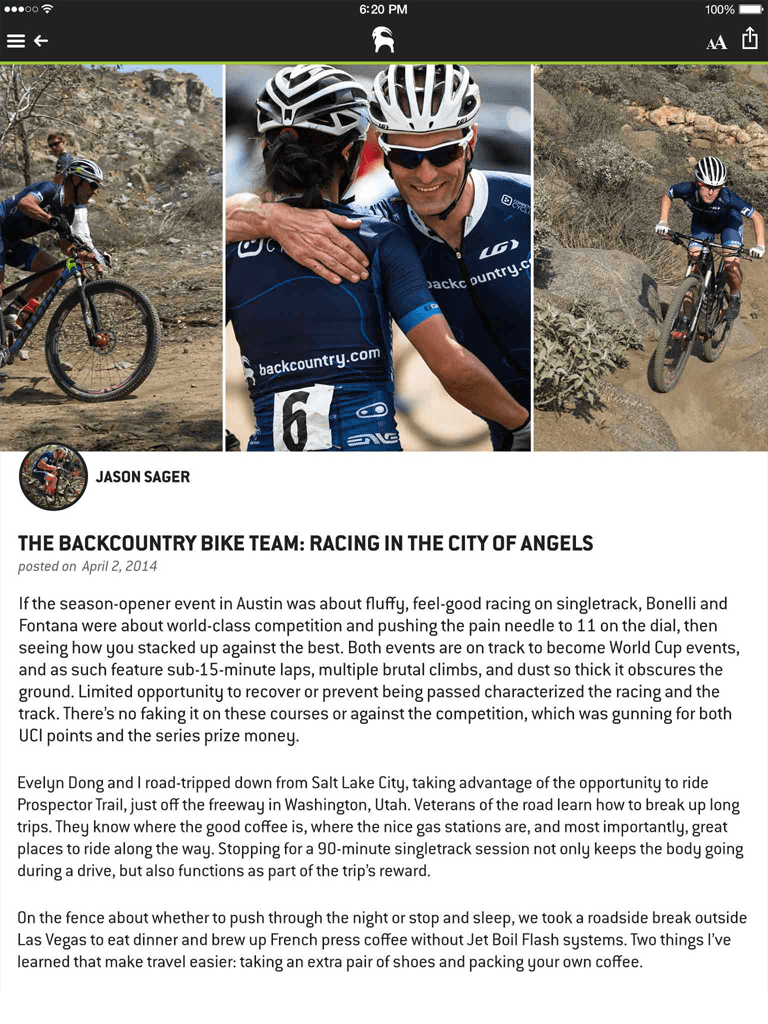 6:20 PM
100%
AA
LG
backcountry.c
backcountry.com
6
JASON SAGER
THE BACKCOUNTRY BIKE TEAM: RACING IN THE CITY OF ANGELS
posted on April 2, 2014
If the season-opener event in Austin was about fluffy, feel-good racing on singletrack, Bonelli and
Fontana were about world-class competition and pushing the pain needle to 11 on the dial, then
seeing how you stacked up against the best. Both events are on track to become World Cup events,
and as such feature sub-15-minute laps, multiple brutal climbs, and dust so thick it obscures the
ground. Limited opportunity to recover or prevent being passed characterized the racing and the
track. There’s no faking it on these courses or against the competition, which was gunning for both
UCI points and the series prize money.
Evelyn Dong and I road-tripped down from Salt Lake City, taking advantage of the opportunity to ride
Prospector Trail, just off the freeway in Washington, Utah. Veterans of the road learn how to break up long
trips. They know where the good coffee is, where the nice gas stations are, and most importantly, great
places to ride along the way. Stopping for a 90-minute singletrack session not only keeps the body going
during a drive, but also functions as part of the trip’s reward.
On the fence about whether to push through the night or stop and sleep, we took a roadside break outside
Las Vegas to eat dinner and brew up French press coffee without Jet Boil Flash systems. Two things I’ve
learned that make travel easier: taking an extra pair of shoes and packing your own coffee.